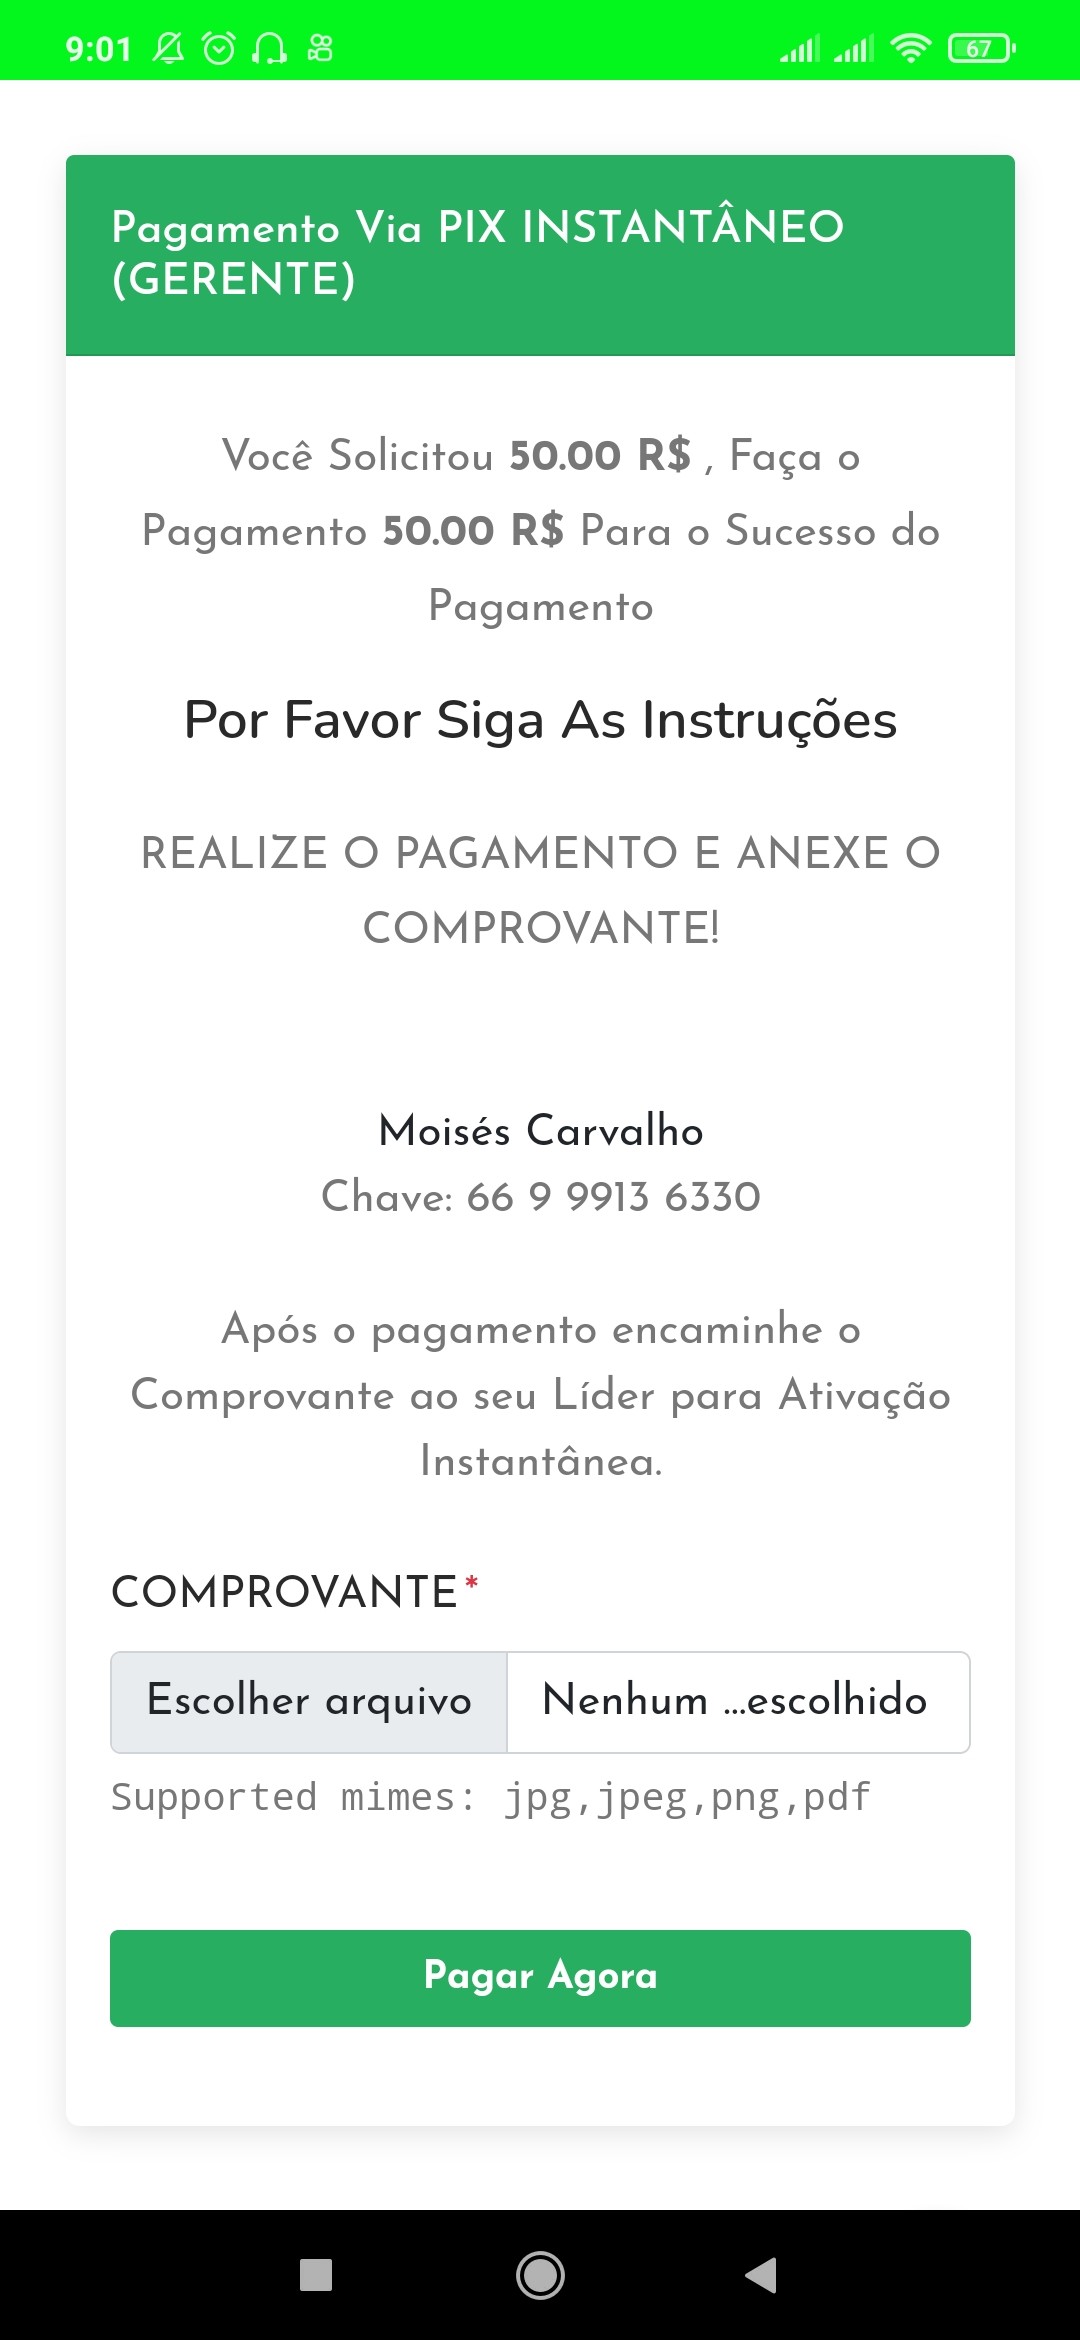 9:01
67
Pagamento Via PIX INSTANTÂNEO
(GERENTE)
Você Solicitou 50.00 R$ , Faça o
Pagamento 50.00 R$ Para o Sucesso do
Pagamento
Por Favor Siga As Instruções
REALIZE O PAGAMENTO E ANEXE O
COMPROVANTE!
Moisés Carvalho
Chave: 66 9 9913 6330
Após o pagamento encaminhe o
Comprovante ao seu Líder para Ativação
Instantânea.
COMPROVANTE*
Escolher arquivo Nenhum ...escolhido
Supported mimes: jpg,jpeg,png,pdf
Pagar Agora